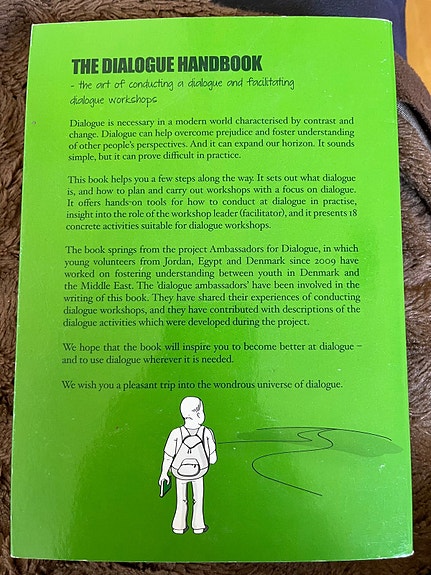 THE DIALOGUE HANDBOOK
- the art of conducting a dialogue and facilitating
dialogue workshops
Dialogue is necessary in a modern world characterised by contrast and
change. Dialogue can help overcome prejudice and foster understanding
of other people's perspectives. And it can expand our horizon. It sounds
simple, but it can prove difficult in practice.
This book helps you a few steps along the way. It sets out what dialogue
is, and how to plan and carry out workshops with a focus on dialogue.
It offers hands-on tools for how to conduct at dialogue in practise,
insight into the role of the workshop leader (facilitator), and it presents 18
concrete activities suitable for dialogue workshops.
The book springs from the project Ambassadors for Dialogue, in which
young volunteers from Jordan, Egypt and Denmark since 2009 have
worked on fostering understanding between youth in Denmark and
the Middle East. The 'dialogue ambassadors' have been involved in the
writing of this book. They have shared their experiences of conducting
dialogue workshops, and they have contributed with descriptions of the
dialogue activities which were developed during the project.
We hope that the book will inspire you to become better at dialogue –
and to use dialogue wherever it is needed.
We wish you a pleasant trip into the wondrous universe of dialogue.